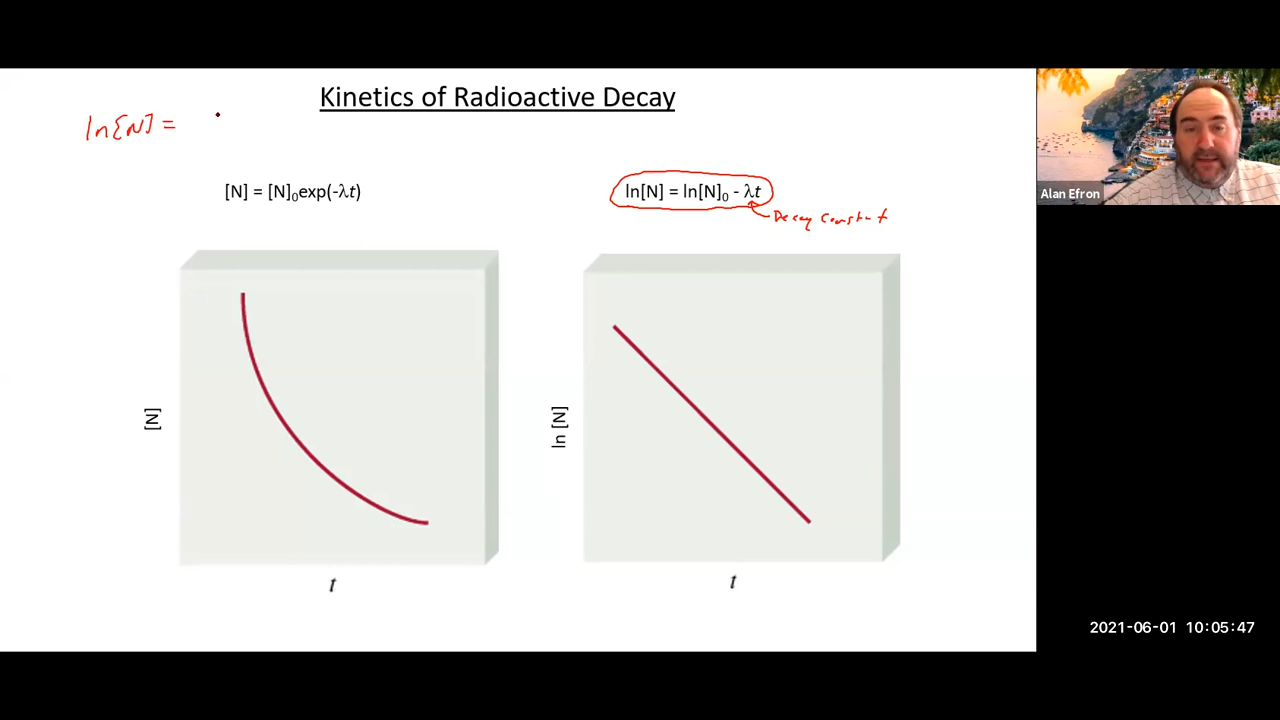 Kinetics of Radioactive Decay
ln[N] =
[N] = [N]₀exp(-λt)
ln[N] = ln[N]₀ - λt
Decay constant
[N]
t
ln [N]
t
Alan Efron
2021-06-01 10:05:47